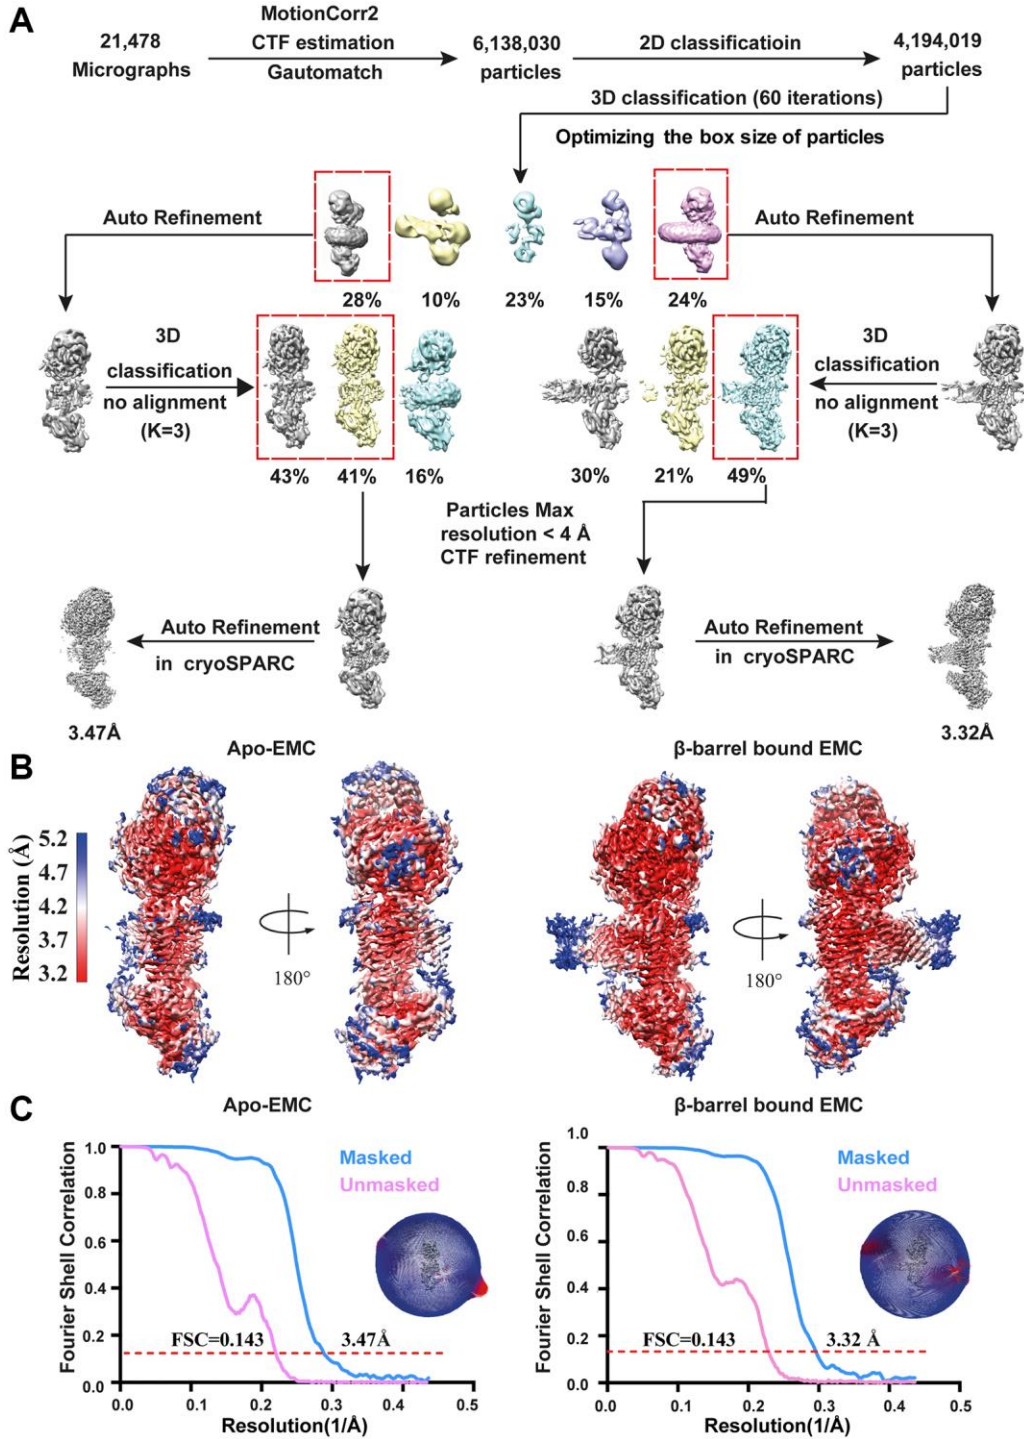 A
MotionCorr2
21,478
Micrographs
CTF estimation
Gautomatch
6,138,030
particles
2D classificatioin
4,194,019
particles
3D classification (60 iterations)
Optimizing the box size of particles
Auto Refinement
Auto Refinement
28%
10%
23%
15%
24%
3D
classification
no alignment
(K=3)
3D
classification
no alignment
(K=3)
43%
41%
16%
30%
21%
49%
Particles Max
resolution < 4 Å
CTF refinement
Auto Refinement
in cryoSPARC
Auto Refinement
in cryoSPARC
3.47Å
3.32Å
B
Apo-EMC
β-barrel bound EMC
Resolution (Å)
5.2
4.7
4.2
3.7
3.2
180°
180°
C
Apo-EMC
β-barrel bound EMC
Fourier Shell Correlation
1.0
0.8
0.6
0.4
0.2
0.0
Masked
Unmasked
FSC=0.143
3.47Å
0.0
0.1
0.2
0.3
0.4
0.5
Resolution(1/Å)
Fourier Shell Correlation
1.0
0.8
0.6
0.4
0.2
0.0
Masked
Unmasked
FSC=0.143
3.32 Å
0.0
0.1
0.2
0.3
0.4
0.5
Resolution(1/Å)